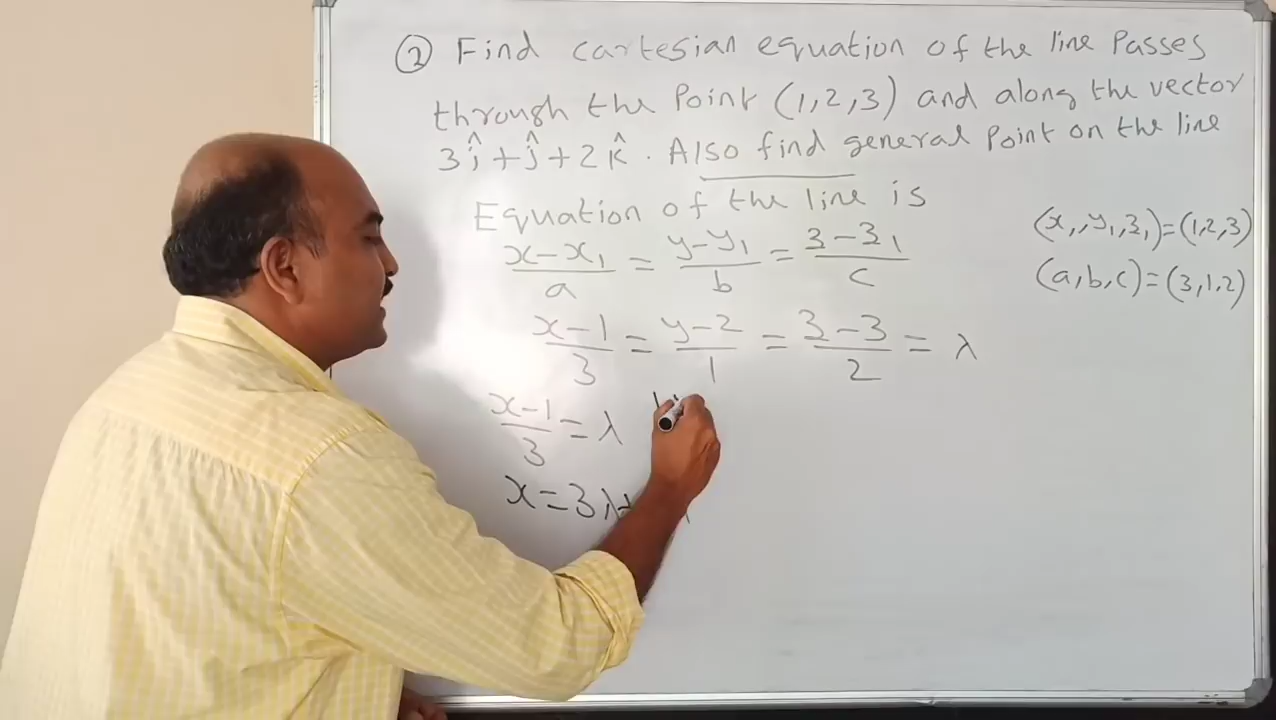 ② Find cartesian equation of the line Passes
through the Point (1,2,3) and along the vector
3î+ĵ+2k̂. Also find general Point on the line
Equation of the line is
(x₁,y₁,z₁)=(1,2,3)
(x-x₁)/a = (y-y₁)/b = (z-z₁)/c
(a,b,c)=(3,1,2)
(x-1)/3 = (y-2)/1 = (z-3)/2 = λ
(x-1)/3 = λ
x=3λ+